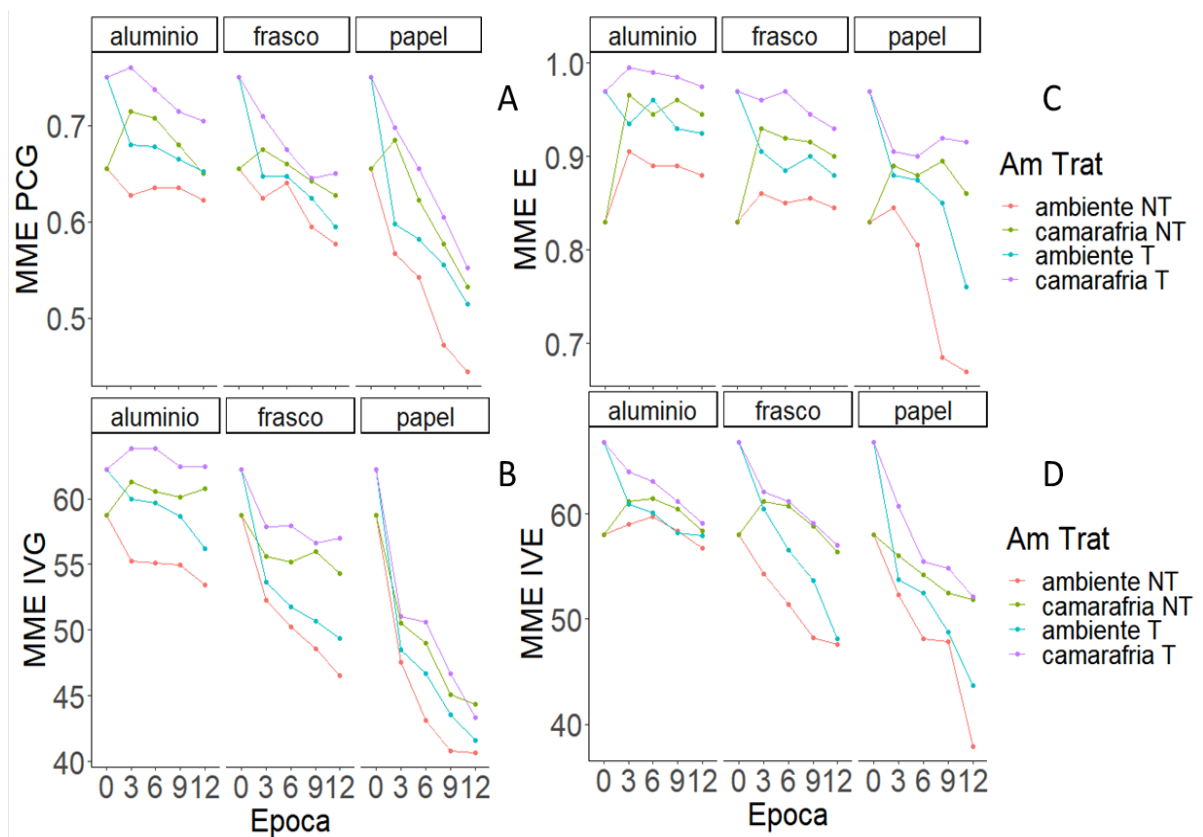 aluminio frasco papel
A
MME PCG
0.7
0.6
0.5
aluminio frasco papel
B
MME IVG
60
55
50
45
40
0 3 6 9 12 0 3 6 9 12 0 3 6 9 12
Epoca
aluminio frasco papel
C
MME E
1.0
0.9
0.8
0.7
Am Trat
ambiente NT
camarafria NT
ambiente T
camarafria T
aluminio frasco papel
D
MME IVE
60
50
40
0 3 6 9 12 0 3 6 9 12 0 3 6 9 12
Epoca
Am Trat
ambiente NT
camarafria NT
ambiente T
camarafria T